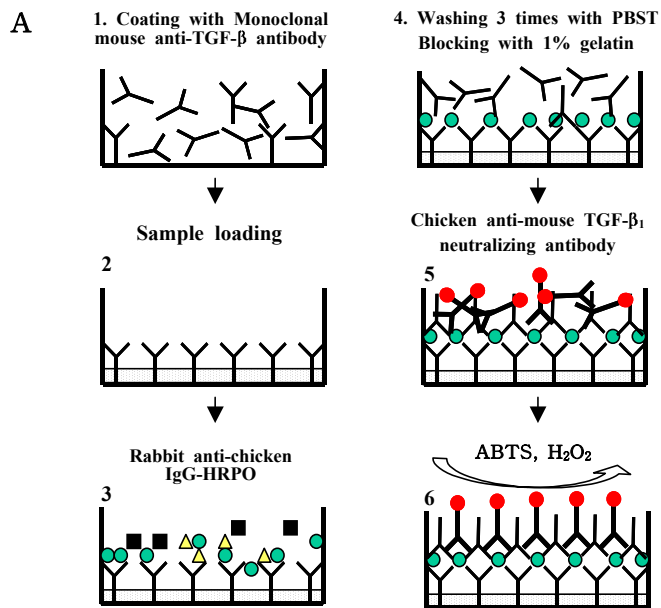 A
1. Coating with Monoclonal
mouse anti-TGF-β antibody
Sample loading
2
Rabbit anti-chicken
IgG-HRPO
3
4. Washing 3 times with PBST
Blocking with 1% gelatin
Chicken anti-mouse TGF-β₁
neutralizing antibody
5
ABTS, H₂O₂
6